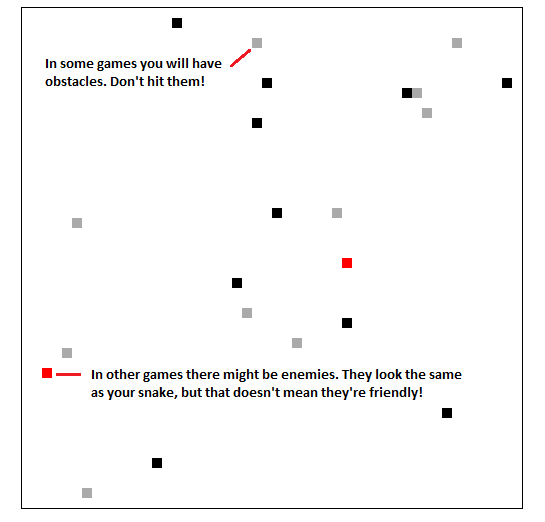 In some games you will have
obstacles. Don't hit them!
In other games there might be enemies. They look the same
as your snake, but that doesn't mean they're friendly!